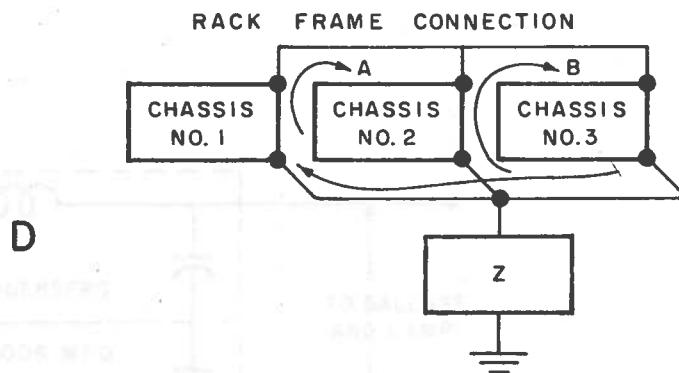 RACK FRAME CONNECTION
A
B
CHASSIS
NO. 1
CHASSIS
NO. 2
CHASSIS
NO. 3
D
Z